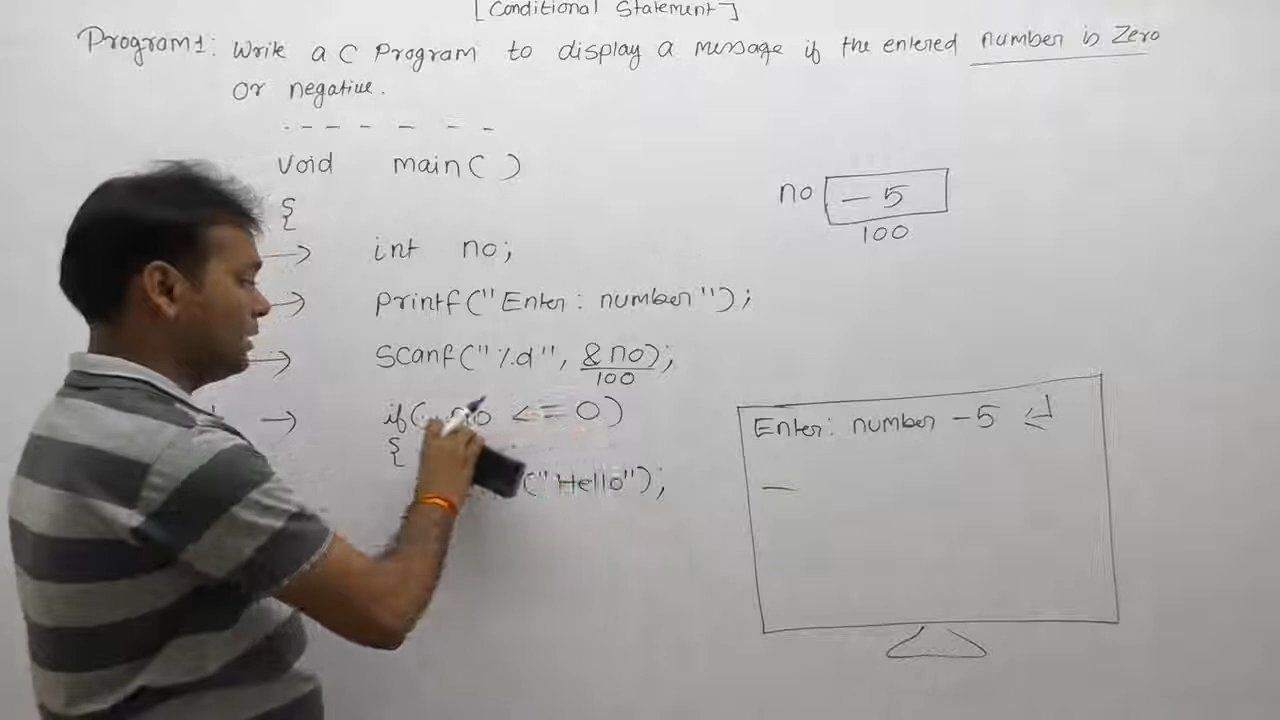 [Conditional Statement]
Program1: Write a C Program to display a message if the entered number is Zero
or negative.
void main( )
{
int no;
printf("Enter: number");
scanf("%d", &no);
100
if( no <= 0)
{
("Hello");
no - 5
100
Enter: number -5